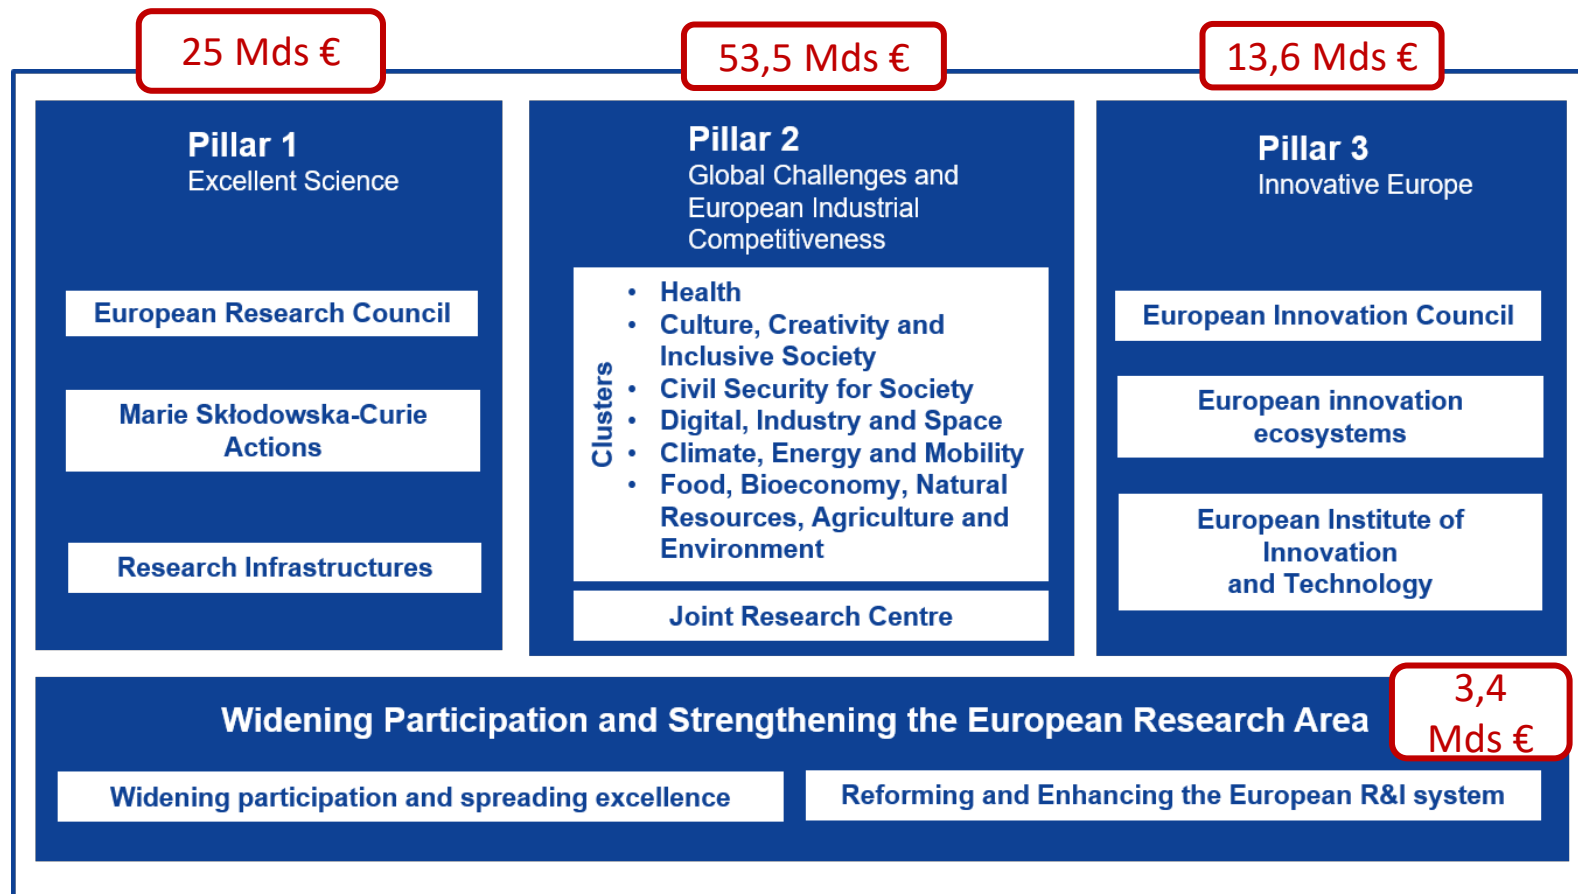 25 Mds €
53,5 Mds €
13,6 Mds €
Pillar 1
Excellent Science
European Research Council
Marie Skłodowska-Curie
Actions
Research Infrastructures
Pillar 2
Global Challenges and
European Industrial
Competitiveness
Clusters
• Health
• Culture, Creativity and
Inclusive Society
• Civil Security for Society
• Digital, Industry and Space
• Climate, Energy and Mobility
• Food, Bioeconomy, Natural
Resources, Agriculture and
Environment
Joint Research Centre
Pillar 3
Innovative Europe
European Innovation Council
European innovation
ecosystems
European Institute of
Innovation
and Technology
Widening Participation and Strengthening the European Research Area
3,4
Mds €
Widening participation and spreading excellence
Reforming and Enhancing the European R&I system